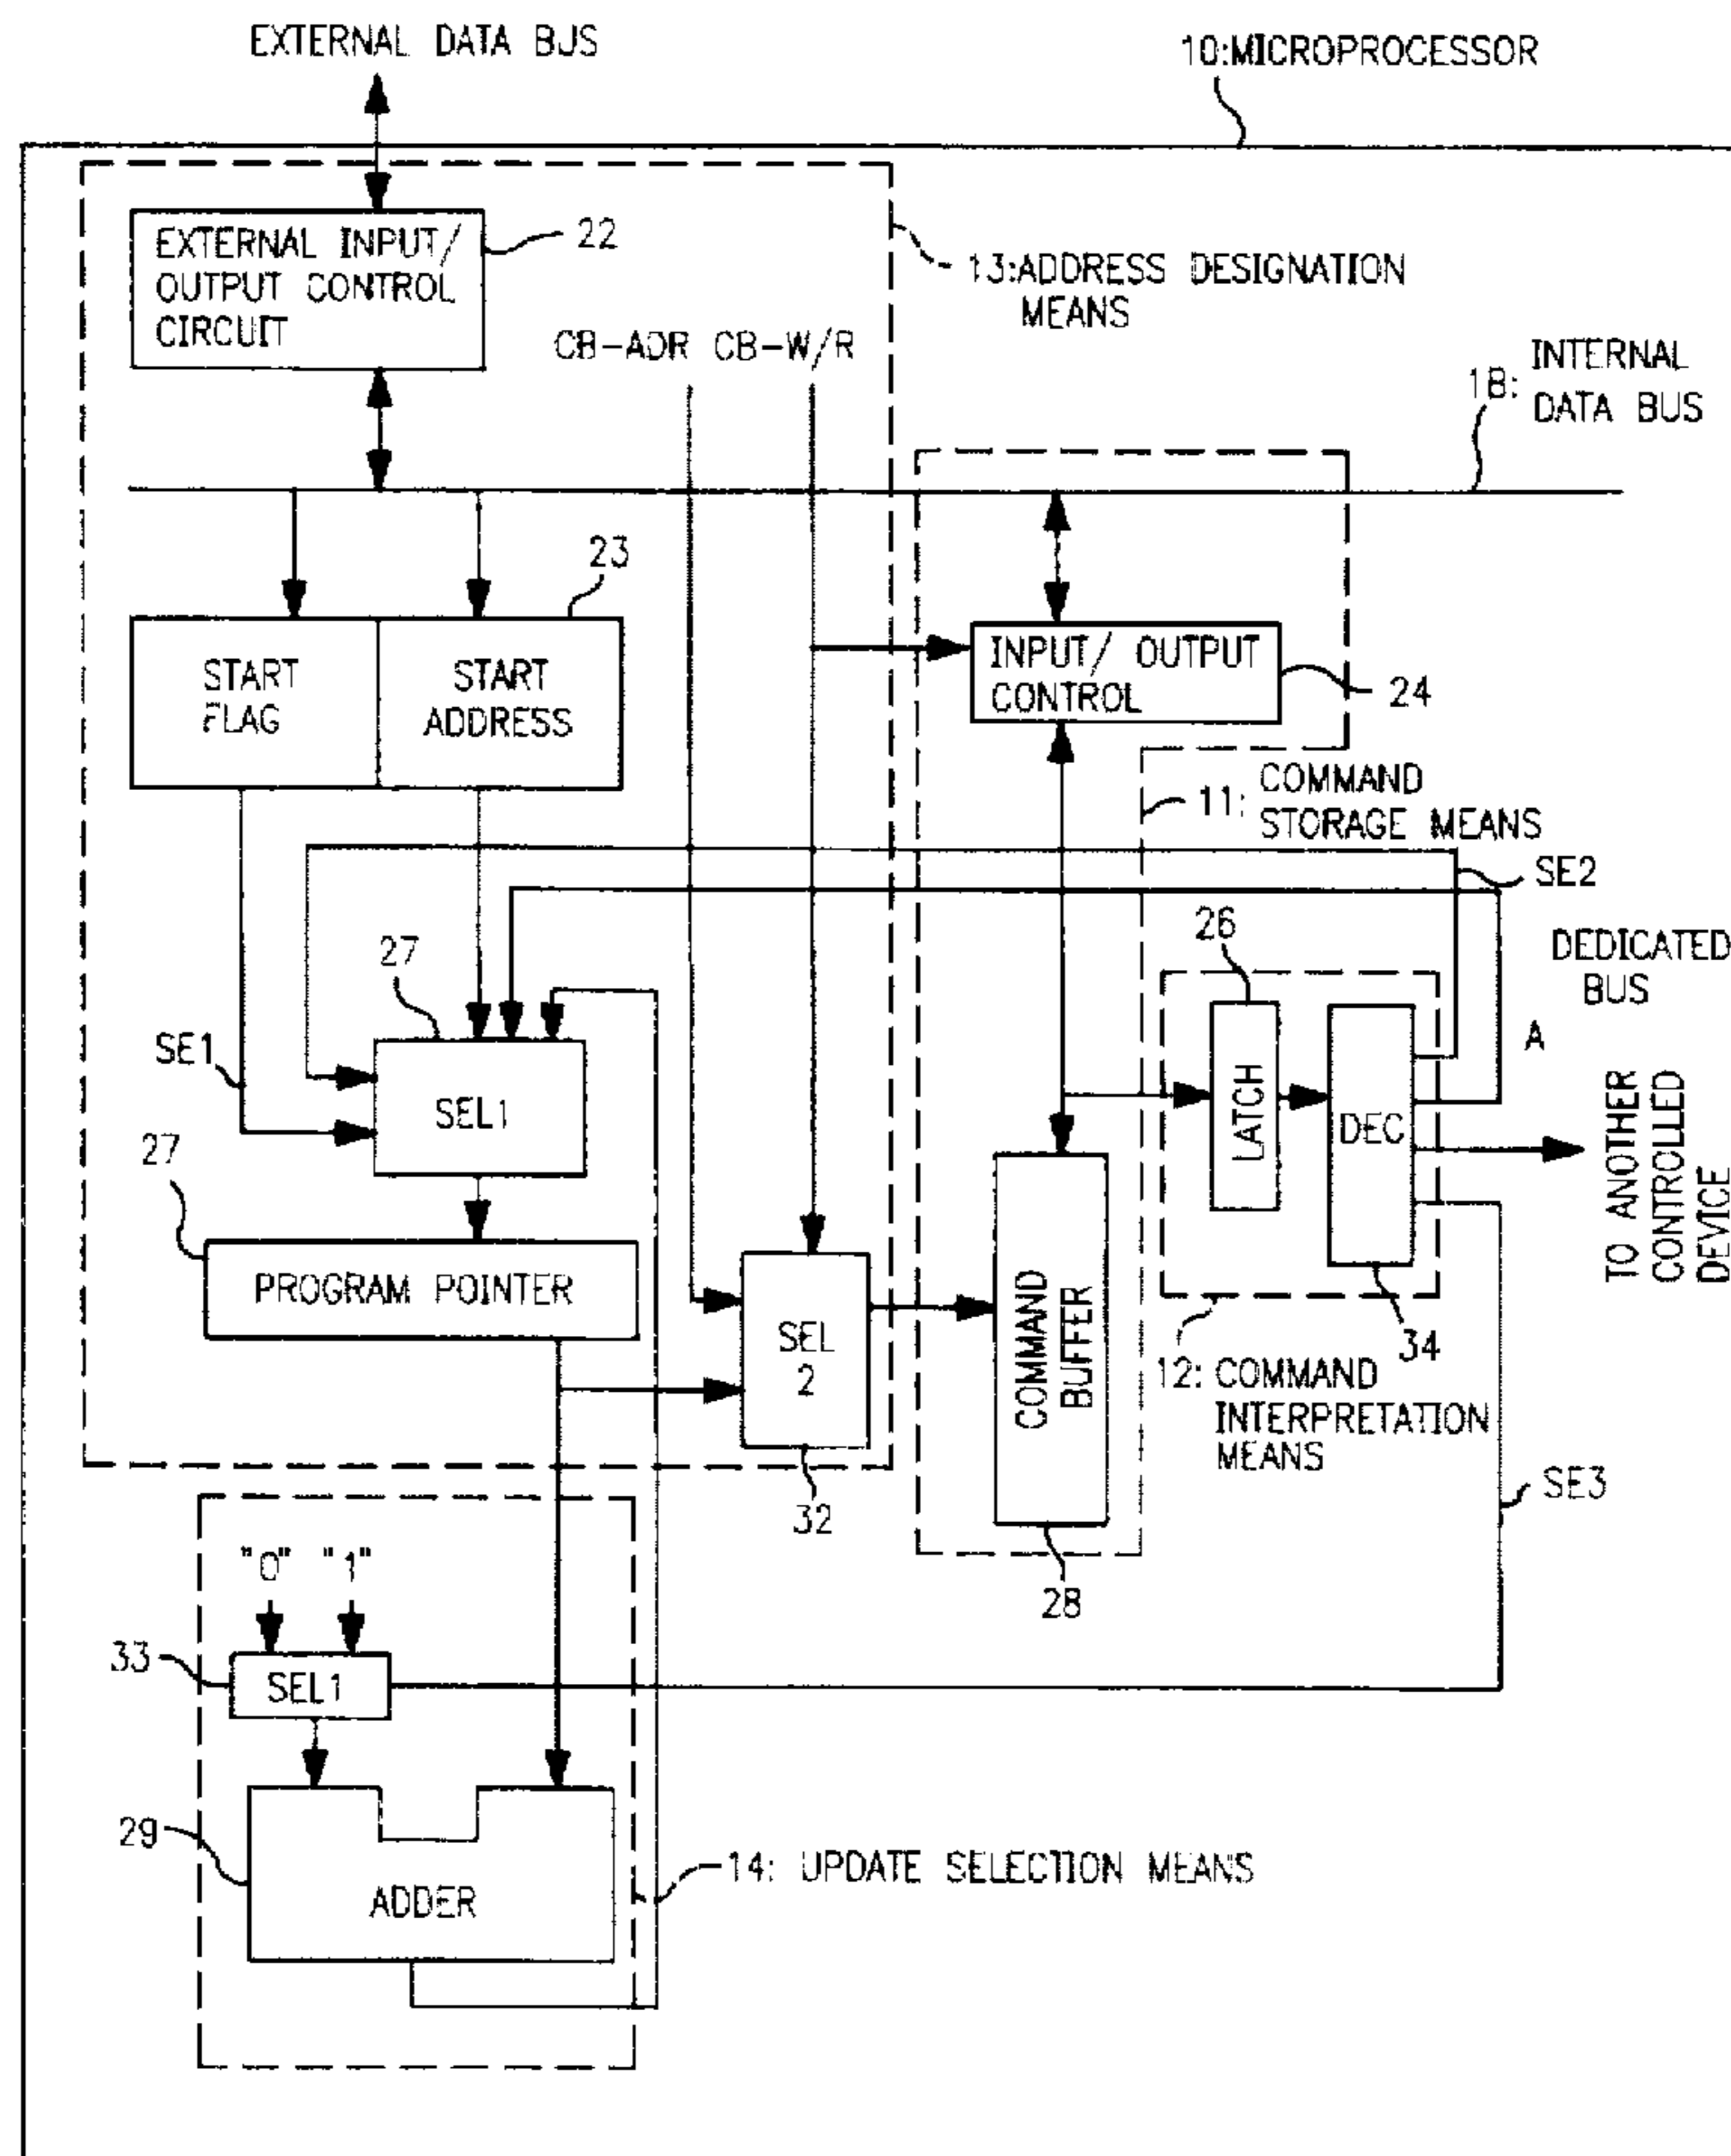 EXTERNAL DATA BUS
10:MICROPROCESSOR
EXTERNAL INPUT/
OUTPUT CONTROL
CIRCUIT
22
13:ADDRESS DESIGNATION
MEANS
CB-ADR CB-W/R
18: INTERNAL
DATA BUS
23
START
FLAG
START
ADDRESS
INPUT/ OUTPUT
CONTROL
24
11: COMMAND
STORAGE MEANS
SE2
26
DEDICATED
BUS
27
SE1
SEL1
A
LATCH
DEC
TO ANOTHER
CONTROLLED
DEVICE
27
PROGRAM POINTER
SEL
2
COMMAND
BUFFER
34
12: COMMAND
INTERPRETATION
MEANS
32
SE3
"0" "1"
28
33
SEL1
29
ADDER
14: UPDATE SELECTION MEANS